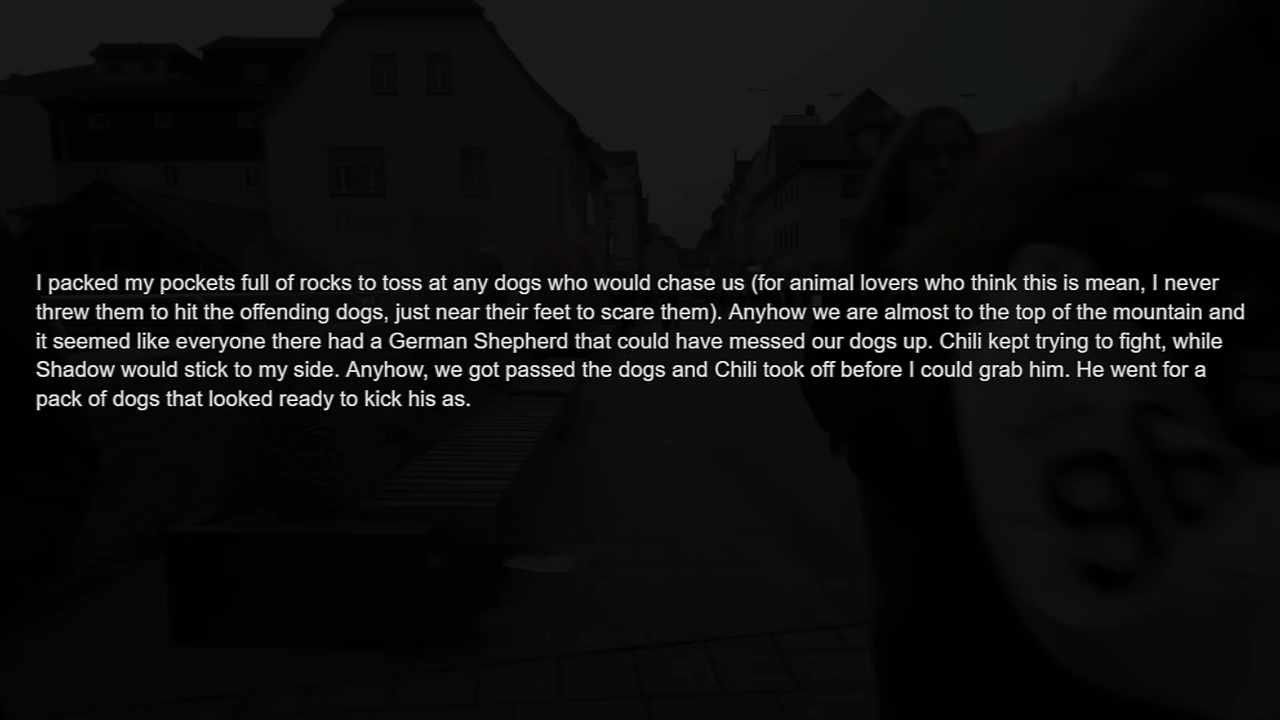 I packed my pockets full of rocks to toss at any dogs who would chase us (for animal lovers who think this is mean, I never
threw them to hit the offending dogs, just near their feet to scare them). Anyhow we are almost to the top of the mountain and
it seemed like everyone there had a German Shepherd that could have messed our dogs up. Chili kept trying to fight, while
Shadow would stick to my side. Anyhow, we got passed the dogs and Chili took off before I could grab him. He went for a
pack of dogs that looked ready to kick his as.